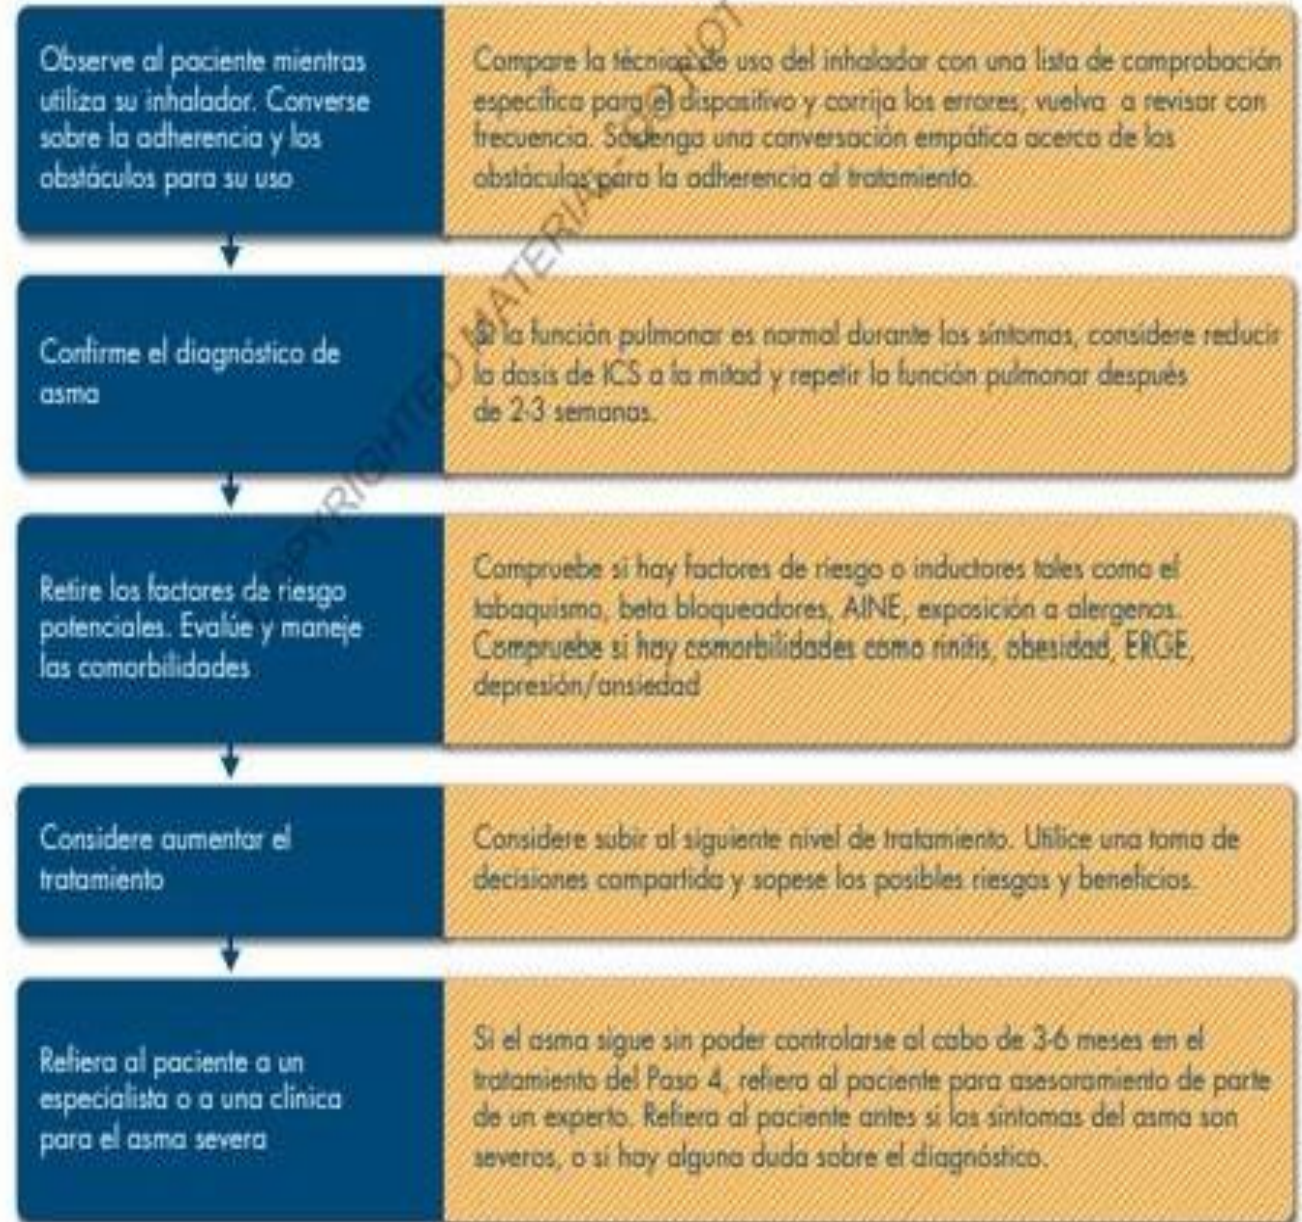 Observe al paciente mientras
utiliza su inhalador. Converse
sobre la adherencia y los
obstáculos para su uso
Compare la técnica de uso del inhalador con una lista de comprobación
específica para el dispositivo y corrija los errores; vuelva a revisar con
frecuencia. Sostenga una conversación empática acerca de los
obstáculos para la adherencia al tratamiento.
Confirme el diagnóstico de
asma
Si la función pulmonar es normal durante los síntomas, considere reducir
la dosis de ICS a la mitad y repetir la función pulmonar después
de 2-3 semanas.
Retire los factores de riesgo
potenciales. Evalúe y maneje
las comorbilidades
Compruebe si hay factores de riesgo o inductores tales como el
tabaquismo, beta bloqueadores, AINE, exposición a alergenos.
Compruebe si hay comorbilidades como rinitis, obesidad, ERGE,
depresión/ansiedad
Considere aumentar el
tratamiento
Considere subir al siguiente nivel de tratamiento. Utilice una toma de
decisiones compartida y sopese los posibles riesgos y beneficios.
Refiera al paciente a un
especialista o a una clínica
para el asma severa
Si el asma sigue sin poder controlarse al cabo de 3-6 meses en el
tratamiento del Paso 4, refiera al paciente para asesoramiento de parte
de un experto. Refiera al paciente antes si los síntomas del asma son
severos, o si hay alguna duda sobre el diagnóstico.
COPYRIGHTED MATERIAL DO NOT